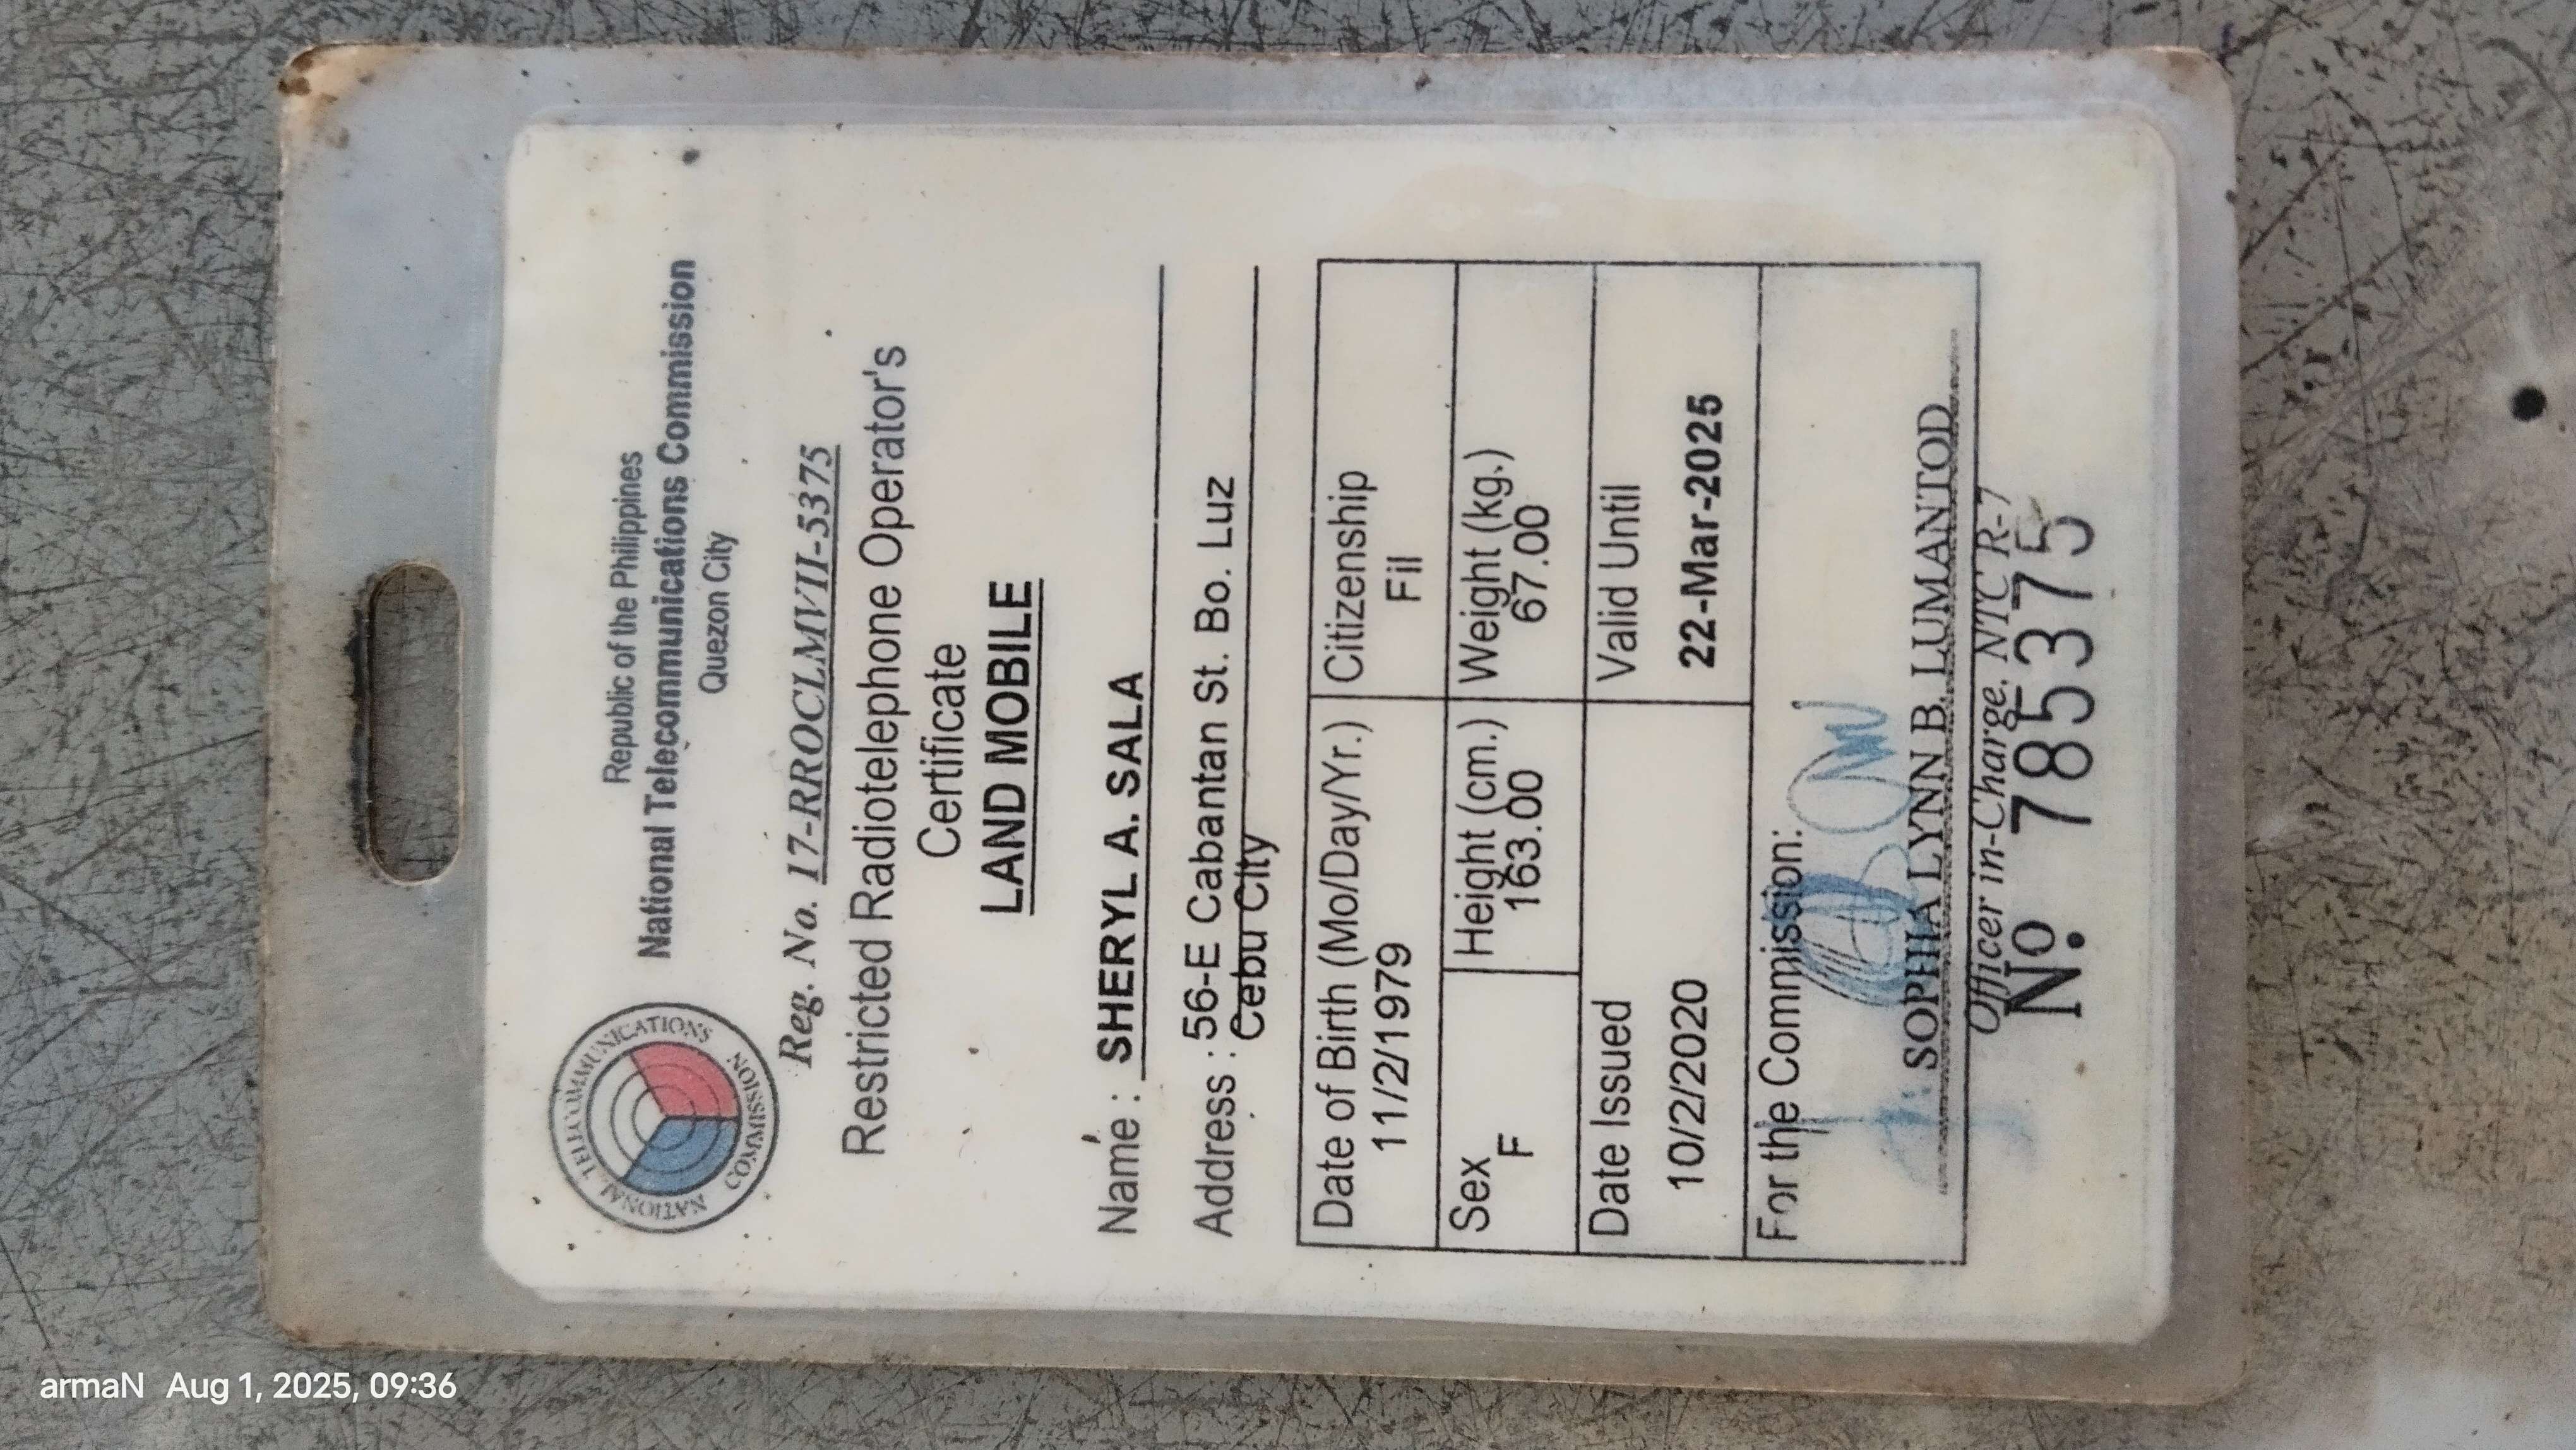 NATIONAL TELECOMMUNICATIONS COMMISSION
Republic of the Philippines
National Telecommunications Commission
Quezon City
Reg. No. 17-RROCLMVII-5375
Restricted Radiotelephone Operator's
Certificate
LAND MOBILE
Name : SHERYL A. SALA
Address : 56-E Cabantan St. Bo. Luz
Cebu City
Date of Birth (Mo/Day/Yr.) Citizenship
11/2/1979 Fil
Sex Height (cm.) Weight (kg.)
F 163.00 67.00
Date Issued Valid Until
10/2/2020 22-Mar-2025
For the Commission:
SOPHIA LYNN B. LUMANTOD
Officer in-Charge, NTC R-7
No 785375
armaN Aug 1, 2025, 09:36